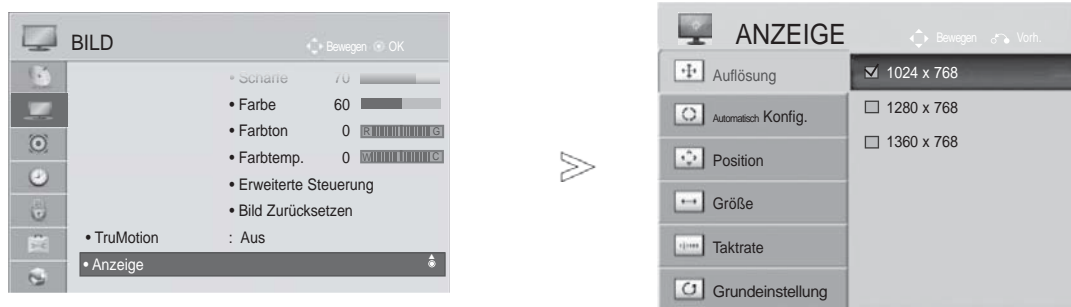 BILD
Bewegen OK
• Schärfe 70
• Farbe 60
• Farbton 0 R G
• Farbtemp. 0 W C
• Erweiterte Steuerung
• Bild Zurücksetzen
• TruMotion : Aus
• Anzeige
ANZEIGE
Bewegen Vorh.
Auflösung
Automatisch Konfig.
Position
Größe
Taktrate
Grundeinstellung
1024 x 768
1280 x 768
1360 x 768